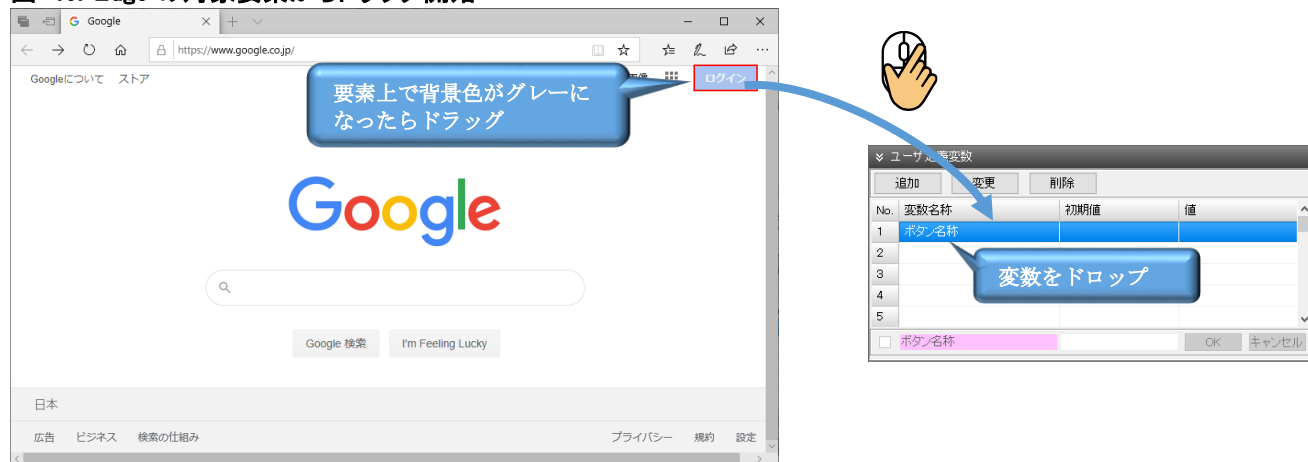 Google
https://www.google.co.jp/
Googleについて ストア
画像
ログイン
要素上で背景色がグレーに
なったらドラッグ
Google
Google 検索 I'm Feeling Lucky
日本
広告 ビジネス 検索の仕組み プライバシー 規約 設定
追加 変更 削除
No. 変数名称 初期値 値
1 ボタン名称
2
3
4
5
変数をドロップ
ボタン名称 OK キャンセル